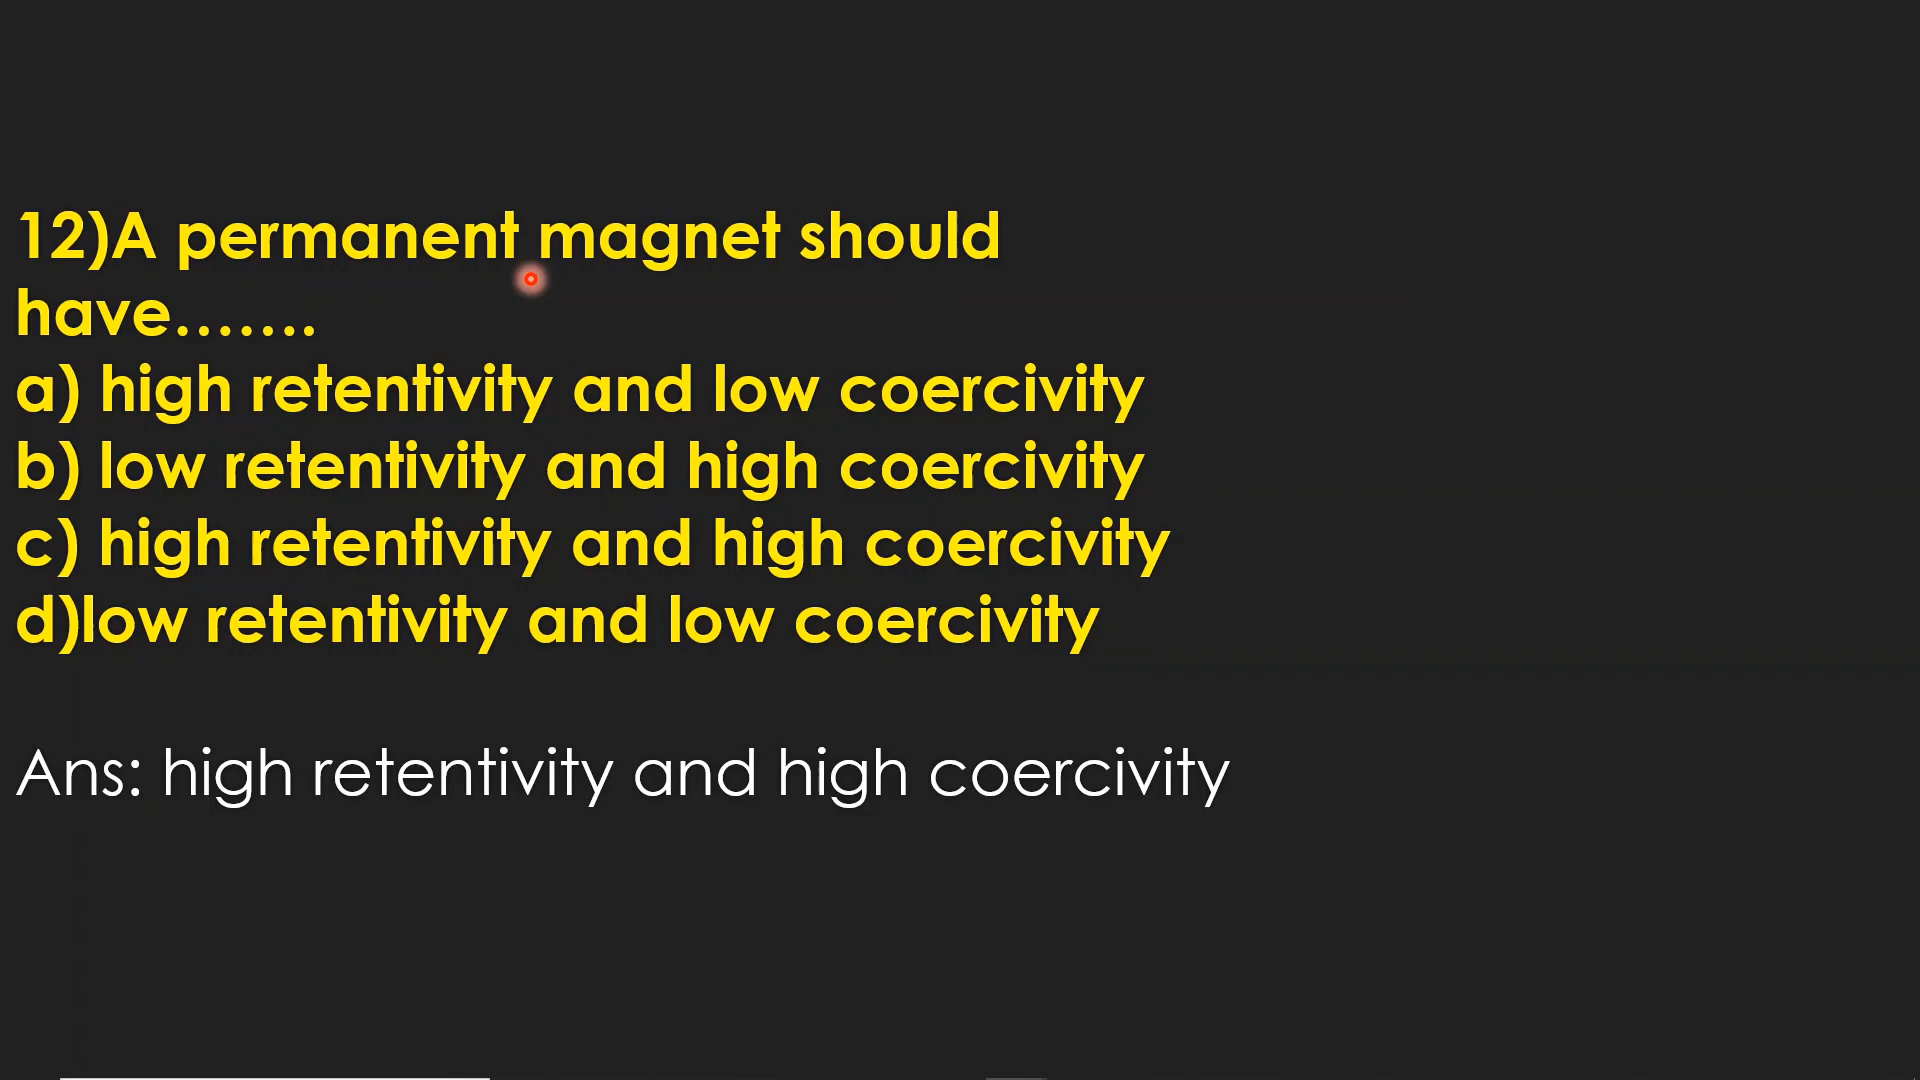 12)A permanent magnet should
have.......
a) high retentivity and low coercivity
b) low retentivity and high coercivity
c) high retentivity and high coercivity
d)low retentivity and low coercivity
Ans: high retentivity and high coercivity